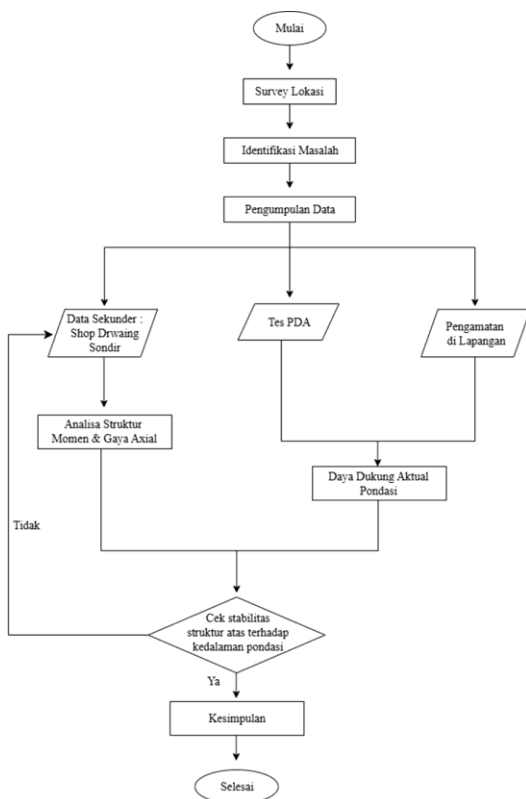 Mulai
Survey Lokasi
Identifikasi Masalah
Pengumpulan Data
Data Sekunder :
Shop Drwaing
Sondir
Tes PDA
Pengamatan
di Lapangan
Analisa Struktur
Momen & Gaya Axial
Daya Dukung Aktual
Pondasi
Tidak
Cek stabilitas
struktur atas terhadap
kedalaman pondasi
Ya
Kesimpulan
Selesai